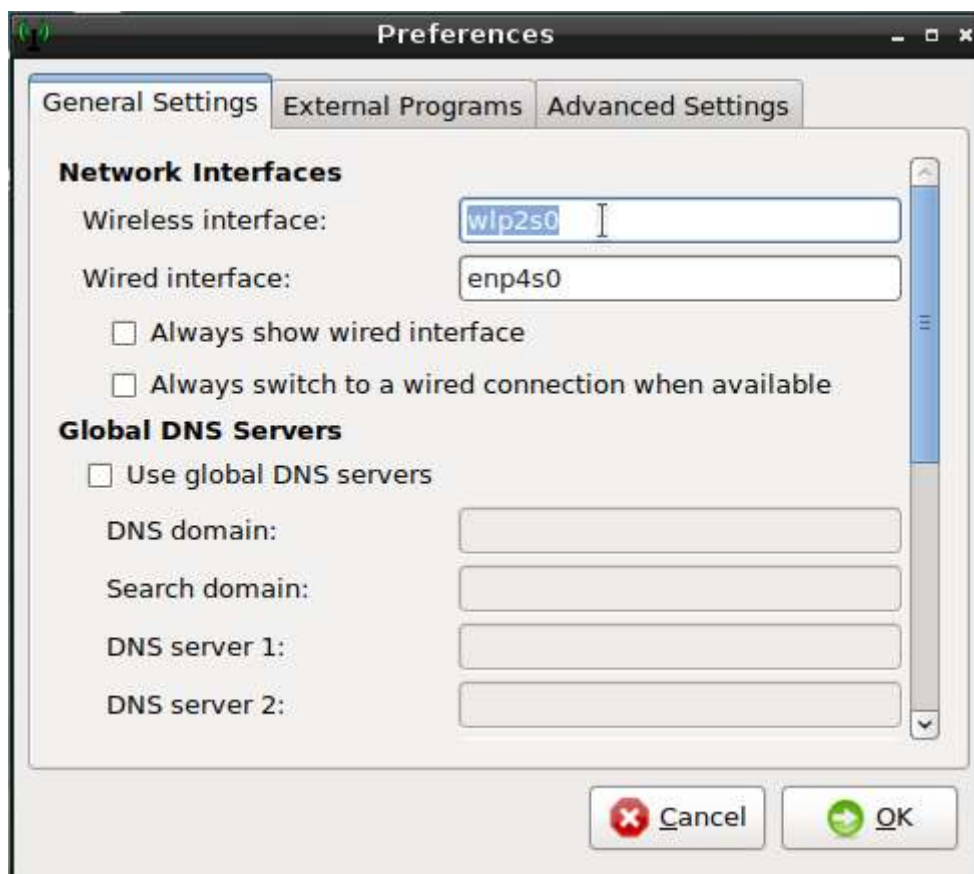 Preferences
General Settings External Programs Advanced Settings
Network Interfaces
Wireless interface: wlp2s0
Wired interface: enp4s0
Always show wired interface
Always switch to a wired connection when available
Global DNS Servers
Use global DNS servers
DNS domain:
Search domain:
DNS server 1:
DNS server 2:
Cancel OK